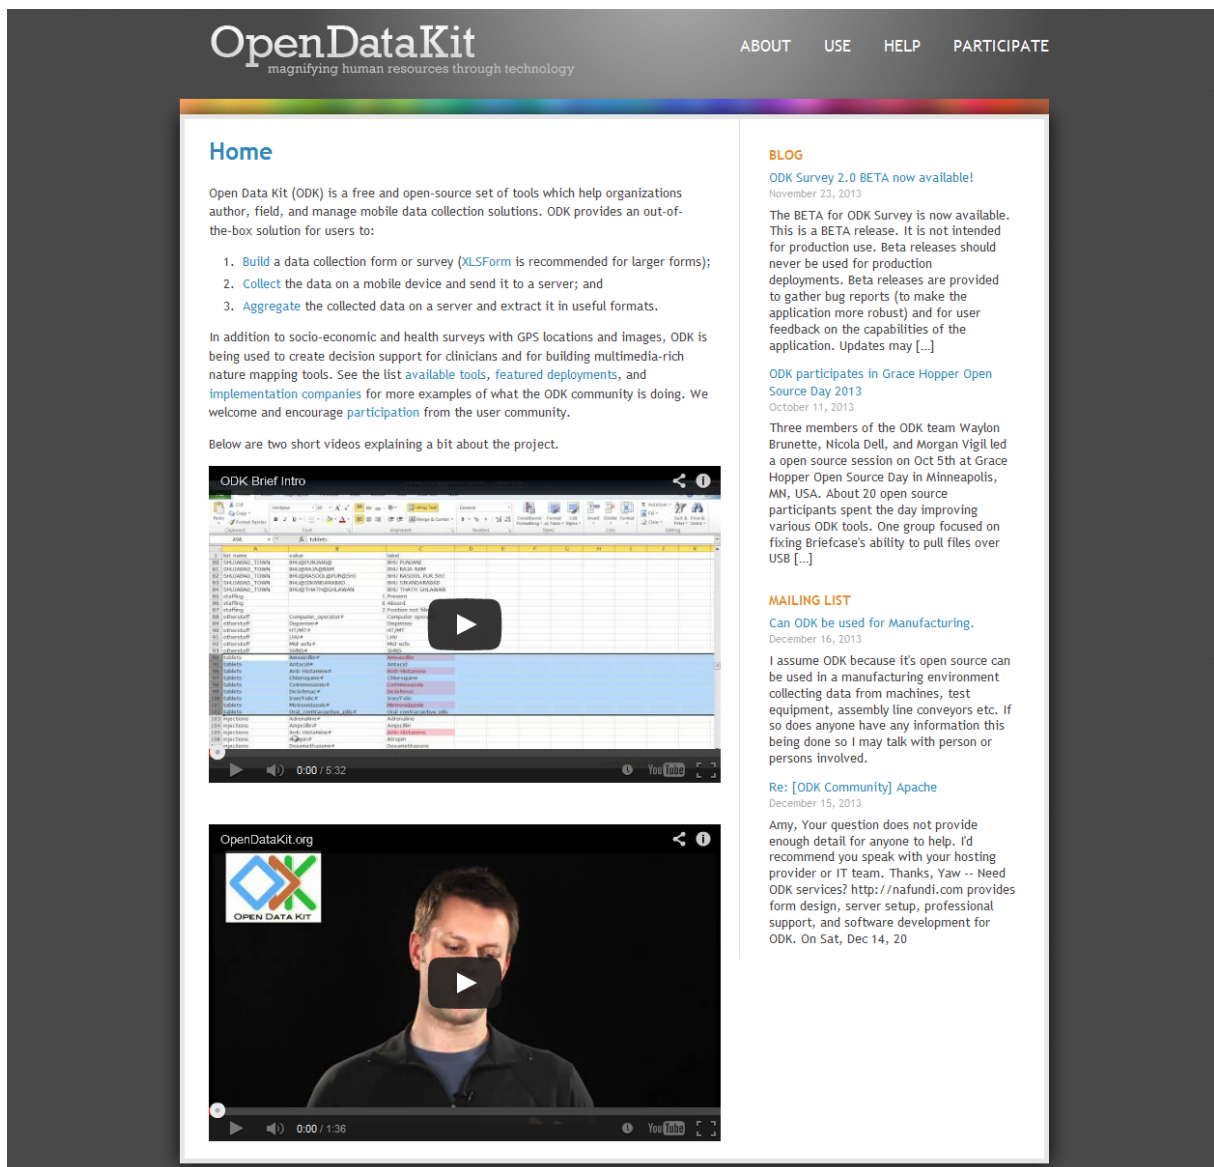 OpenDataKit
magnifying human resources through technology
ABOUT USE HELP PARTICIPATE
Home
Open Data Kit (ODK) is a free and open-source set of tools which help organizations
author, field, and manage mobile data collection solutions. ODK provides an out-of-
the-box solution for users to:
1. Build a data collection form or survey (XLSForm is recommended for larger forms);
2. Collect the data on a mobile device and send it to a server; and
3. Aggregate the collected data on a server and extract it in useful formats.
In addition to socio-economic and health surveys with GPS locations and images, ODK is
being used to create decision support for clinicians and for building multimedia-rich
nature mapping tools. See the list available tools, featured deployments, and
implementation companies for more examples of what the ODK community is doing. We
welcome and encourage participation from the user community.
Below are two short videos explaining a bit about the project.
ODK Brief Intro
list name value label
SHUJABAD_TOWN
staffing
Present
Absent
otherstaff
Dispenser
tablets
Antacid
injections
Adrenaline
0:00 / 5:32
YouTube
OpenDataKit.org
OPEN DATA KIT
0:00 / 1:36
YouTube
BLOG
ODK Survey 2.0 BETA now available!
November 23, 2013
The BETA for ODK Survey is now available.
This is a BETA release. It is not intended
for production use. Beta releases should
never be used for production
deployments. Beta releases are provided
to gather bug reports (to make the
application more robust) and for user
feedback on the capabilities of the
application. Updates may [...]
ODK participates in Grace Hopper Open
Source Day 2013
October 11, 2013
Three members of the ODK team Waylon
Brunette, Nicola Dell, and Morgan Vigil led
a open source session on Oct 5th at Grace
Hopper Open Source Day in Minneapolis,
MN, USA. About 20 open source
participants spent the day improving
various ODK tools. One group focused on
fixing Briefcase's ability to pull files over
USB [...]
MAILING LIST
Can ODK be used for Manufacturing.
December 16, 2013
I assume ODK because it's open source can
be used in a manufacturing environment
collecting data from machines, test
equipment, assembly line conveyors etc. If
so does anyone have any information this
being done so I may talk with person or
persons involved.
Re: [ODK Community] Apache
December 15, 2013
Amy, Your question does not provide
enough detail for anyone to help. I'd
recommend you speak with your hosting
provider or IT team. Thanks, Yaw -- Need
ODK services? http://nafundi.com provides
form design, server setup, professional
support, and software development for
ODK. On Sat, Dec 14, 20